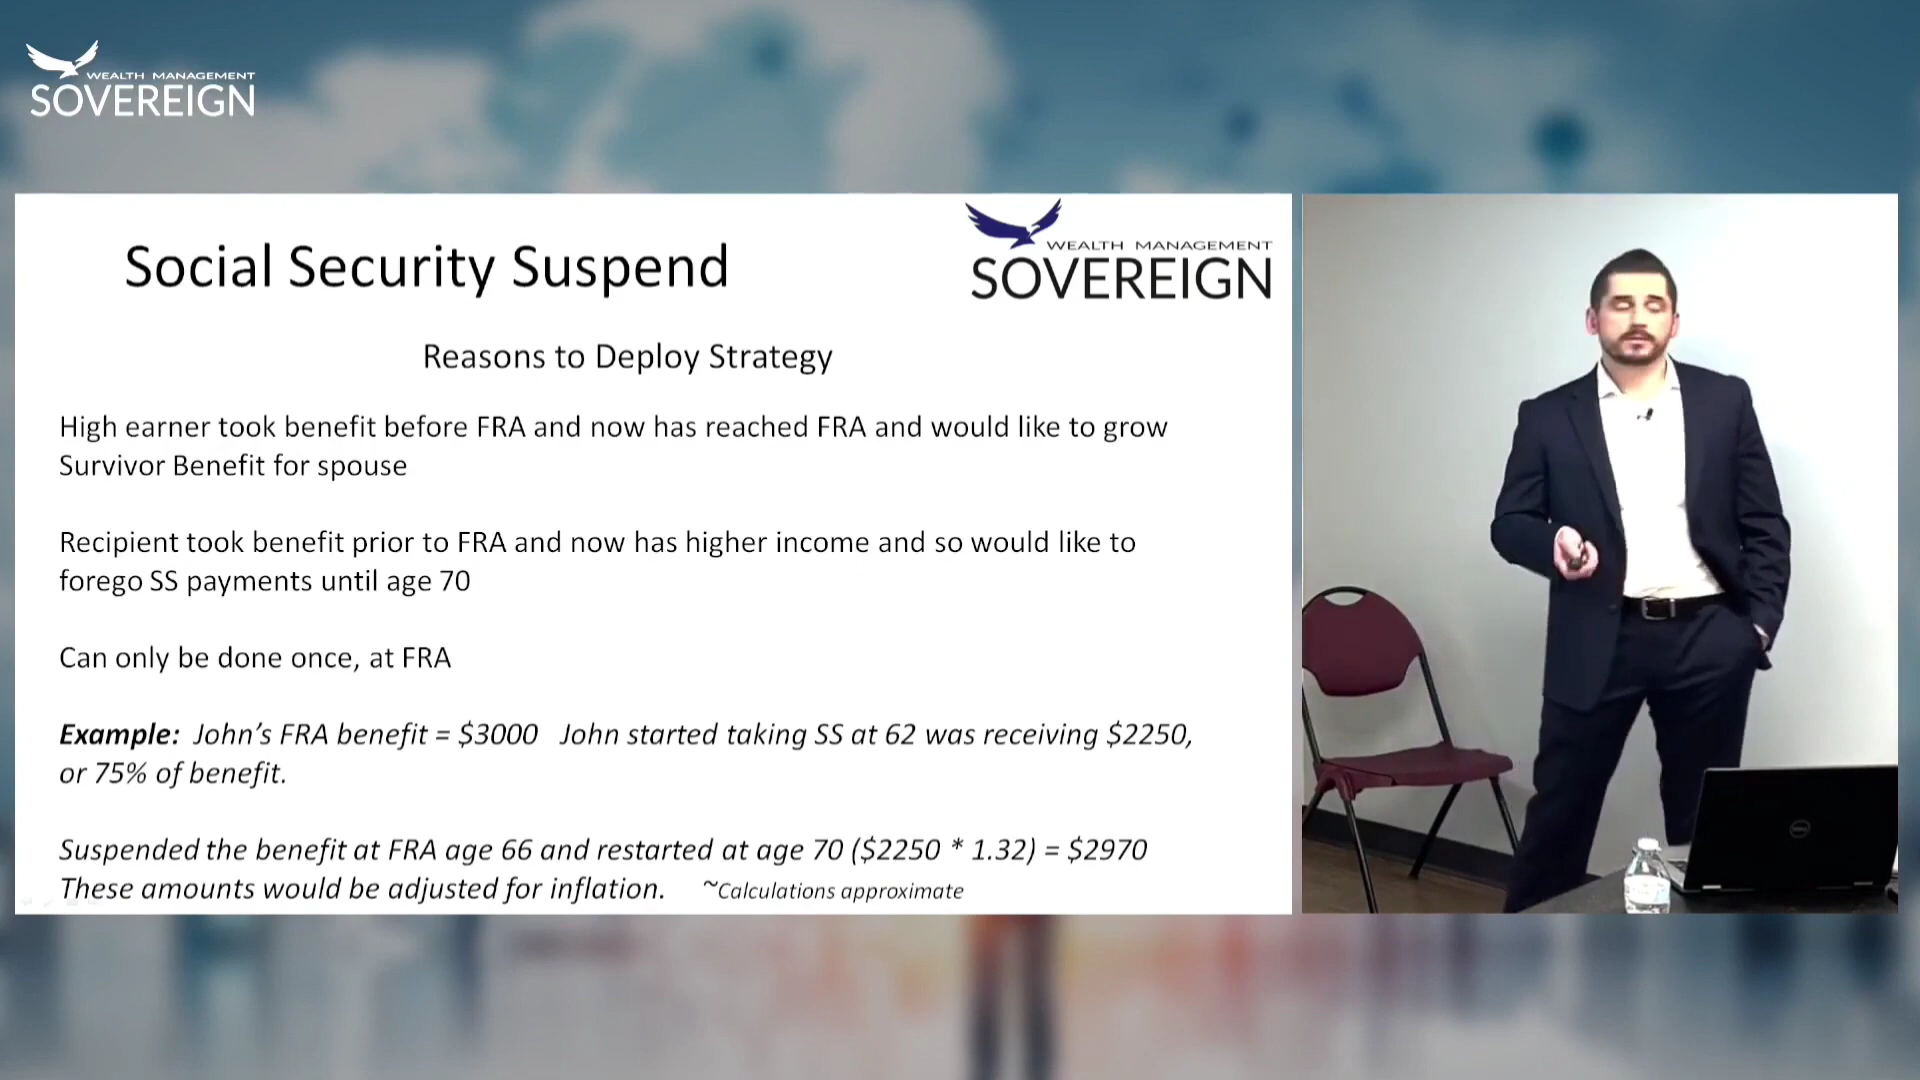 WEALTH MANAGEMENT
SOVEREIGN
Social Security Suspend
WEALTH MANAGEMENT
SOVEREIGN
Reasons to Deploy Strategy
High earner took benefit before FRA and now has reached FRA and would like to grow
Survivor Benefit for spouse
Recipient took benefit prior to FRA and now has higher income and so would like to
forego SS payments until age 70
Can only be done once, at FRA
Example: John's FRA benefit = $3000 John started taking SS at 62 was receiving $2250,
or 75% of benefit.
Suspended the benefit at FRA age 66 and restarted at age 70 ($2250 * 1.32) = $2970
These amounts would be adjusted for inflation. ~Calculations approximate
DELL